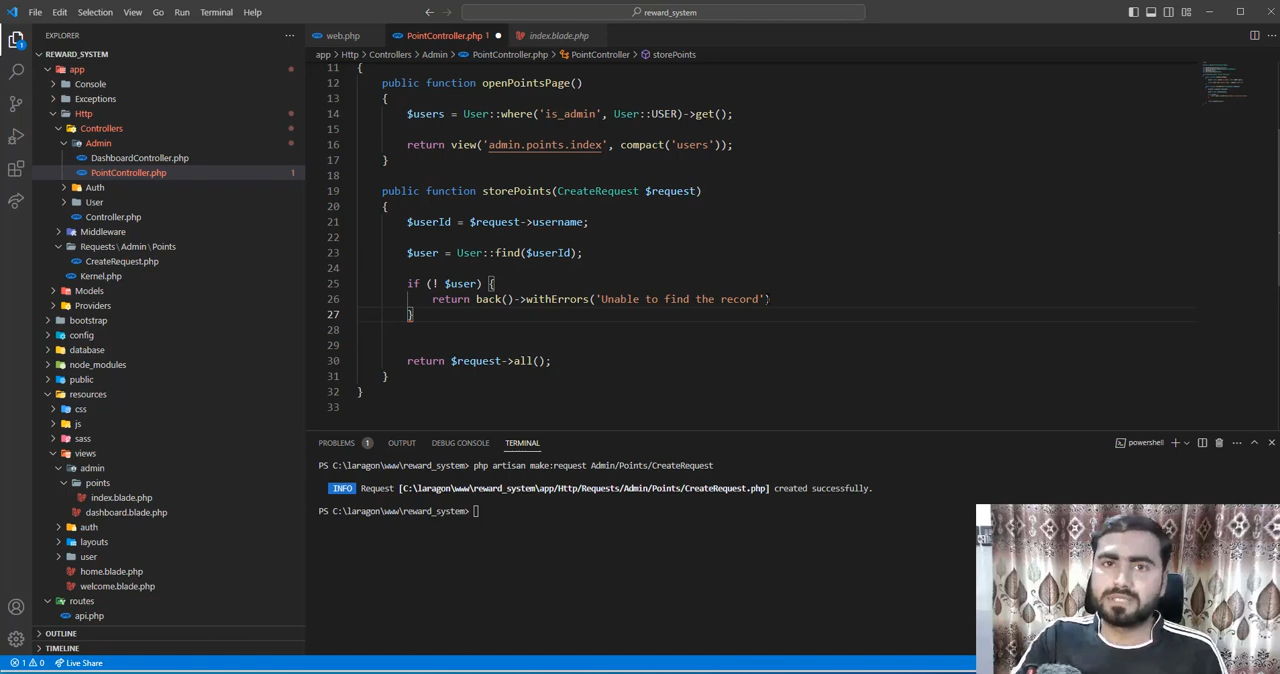 File Edit Selection View Go Run Terminal Help
reward_system
EXPLORER
web.php
PointController.php 1
index.blade.php
REWARD_SYSTEM
app > Http > Controllers > Admin > PointController.php > PointController > storePoints
app
Console
Exceptions
Http
Controllers
Admin
DashboardController.php
PointController.php 1
Auth
User
Controller.php
Middleware
Requests \ Admin \ Points
CreateRequest.php
Kernel.php
Models
Providers
bootstrap
config
database
node_modules
public
resources
css
js
sass
views
admin
points
index.blade.php
dashboard.blade.php
auth
layouts
user
home.blade.php
welcome.blade.php
routes
api.php
OUTLINE
TIMELINE
11 {
12 public function openPointsPage()
13 {
14 $users = User::where('is_admin', User::USER)->get();
15
16 return view('admin.points.index', compact('users'));
17 }
18
19 public function storePoints(CreateRequest $request)
20 {
21 $userId = $request->username;
22
23 $user = User::find($userId);
24
25 if (! $user) {
26 return back()->withErrors('Unable to find the record')
27 }
28
29
30 return $request->all();
31 }
32 }
33
PROBLEMS 1 OUTPUT DEBUG CONSOLE TERMINAL
powershell
PS C:\laragon\www\reward_system> php artisan make:request Admin/Points/CreateRequest
INFO Request [C:\laragon\www\reward_system\app/Http/Requests/Admin/Points/CreateRequest.php] created successfully.
PS C:\laragon\www\reward_system>
1 0 Live Share